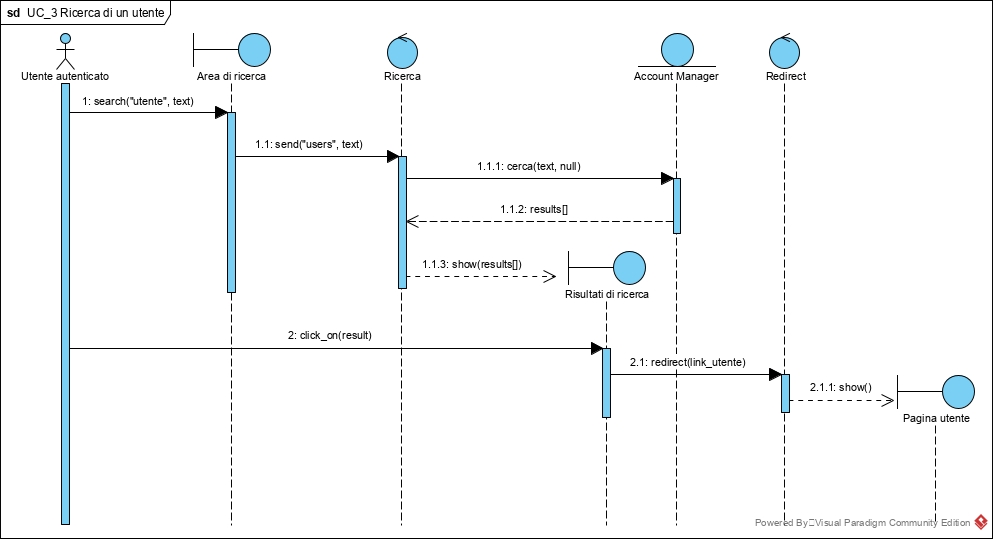 sd UC_3 Ricerca di un utente
Utente autenticato
Area di ricerca
Ricerca
Account Manager
Redirect
1: search("utente", text)
1.1: send("users", text)
1.1.1: cerca(text, null)
1.1.2: results[]
1.1.3: show(results[])
Risultati di ricerca
2: click_on(result)
2.1: redirect(link_utente)
2.1.1: show()
Pagina utente
Powered By Visual Paradigm Community Edition